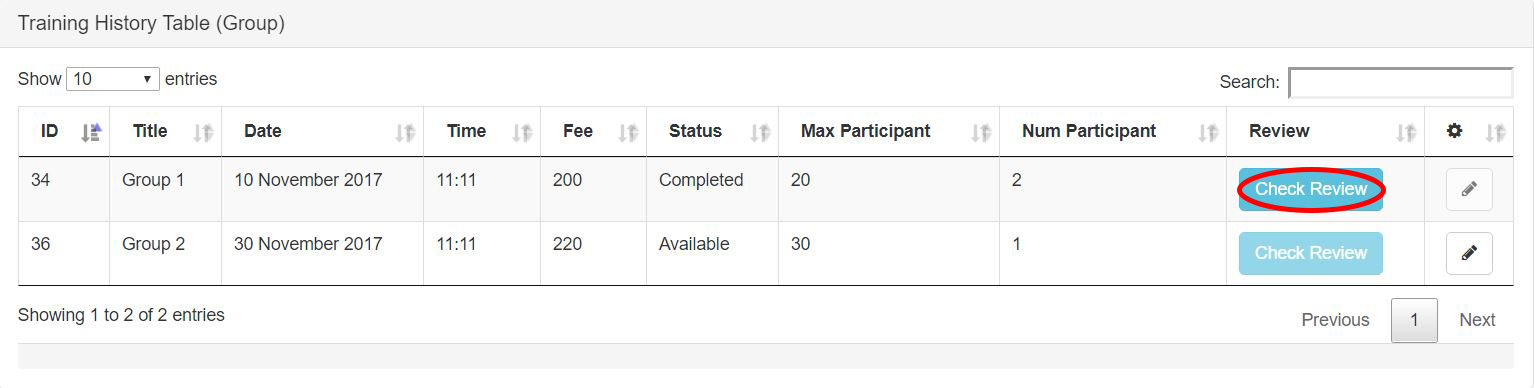 Training History Table (Group)
Show 10 entries
Search:
ID Title Date Time Fee Status Max Participant Num Participant Review
34 Group 1 10 November 2017 11:11 200 Completed 20 2 Check Review
36 Group 2 30 November 2017 11:11 220 Available 30 1 Check Review
Showing 1 to 2 of 2 entries
Previous 1 Next